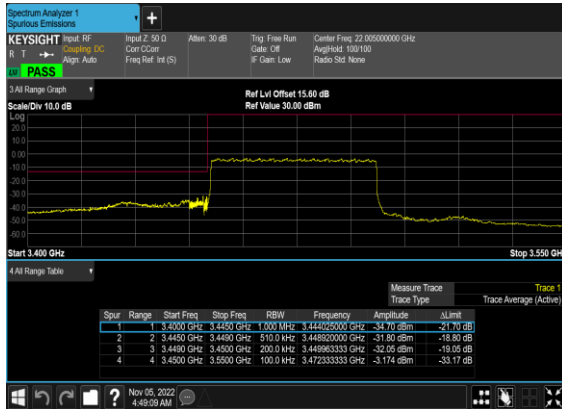 Spectrum Analyzer 1
Spurious Emissions
KEYSIGHT Input: RF Input Z: 50 Ω Atten: 30 dB Trig: Free Run Center Freq: 22.005000000 GHz
R T Coupling: DC Corr CCorr Gate: Off Avg|Hold: 100/100
Align: Auto Freq Ref: Int (S) IF Gain: Low Radio Std: None
LU PASS
3 All Range Graph
Ref Lvl Offset 15.60 dB
Scale/Div 10.0 dB Ref Value 30.00 dBm
Log
20.0
10.0
0.00
-10.0
-20.0
-30.0
-40.0
-50.0
-60.0
Start 3.400 GHz Stop 3.550 GH
4 All Range Table
Measure Trace Trace 1
Trace Type Trace Average (Active)
Spur Range Start Freq Stop Freq RBW Frequency Amplitude ΔLimit
1 1 3.4000 GHz 3.4450 GHz 1.000 MHz 3.444025000 GHz -34.70 dBm -21.70 dB
2 2 3.4450 GHz 3.4490 GHz 510.0 kHz 3.448920000 GHz -31.80 dBm -18.80 dB
3 3 3.4490 GHz 3.4500 GHz 200.0 kHz 3.449963333 GHz -32.05 dBm -19.05 dB
4 4 3.4500 GHz 3.5500 GHz 100.0 kHz 3.472333333 GHz -3.174 dBm -33.17 dB
? Nov 05, 2022
4:49:09 AM